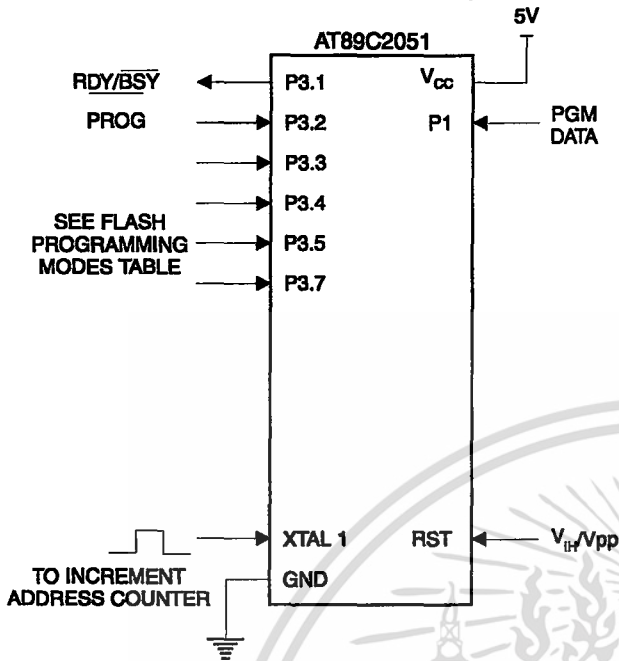 5V
AT89C2051
RDY/BSY
P3.1
VCC
PROG
P3.2
P1
PGM
DATA
P3.3
P3.4
SEE FLASH
PROGRAMMING
MODES TABLE
P3.5
P3.7
XTAL 1
RST
VIH/Vpp
TO INCREMENT
ADDRESS COUNTER
GND